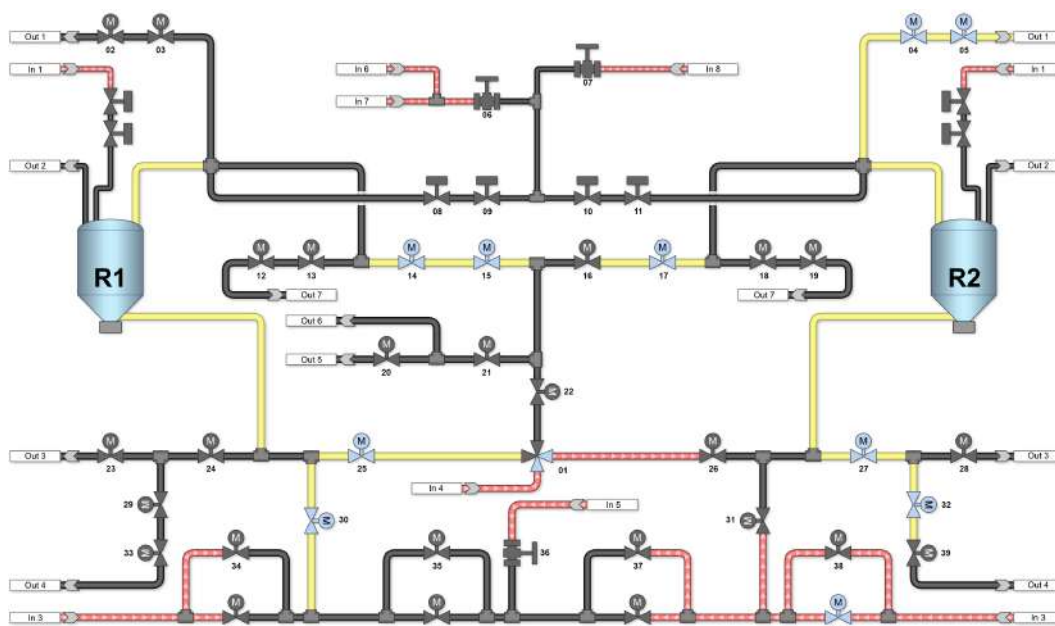 Out 1
M
M
02
03
M
M
04
05
Out 1
In 1
In 6
In 7
06
07
In 8
In 1
Out 2
Out 2
08
09
10
11
R1
R2
M
M
M
M
M
M
M
M
12
13
14
15
16
17
18
19
Out 7
Out 7
Out 6
Out 5
M
M
20
21
M
22
Out 3
M
M
M
M
M
M
Out 3
23
24
25
01
26
27
28
In 4
In 5
29
M
M
30
31
M
M
32
33
M
M
34
M
35
36
M
37
M
38
M
39
Out 4
Out 4
In 3
M
M
M
M
In 3